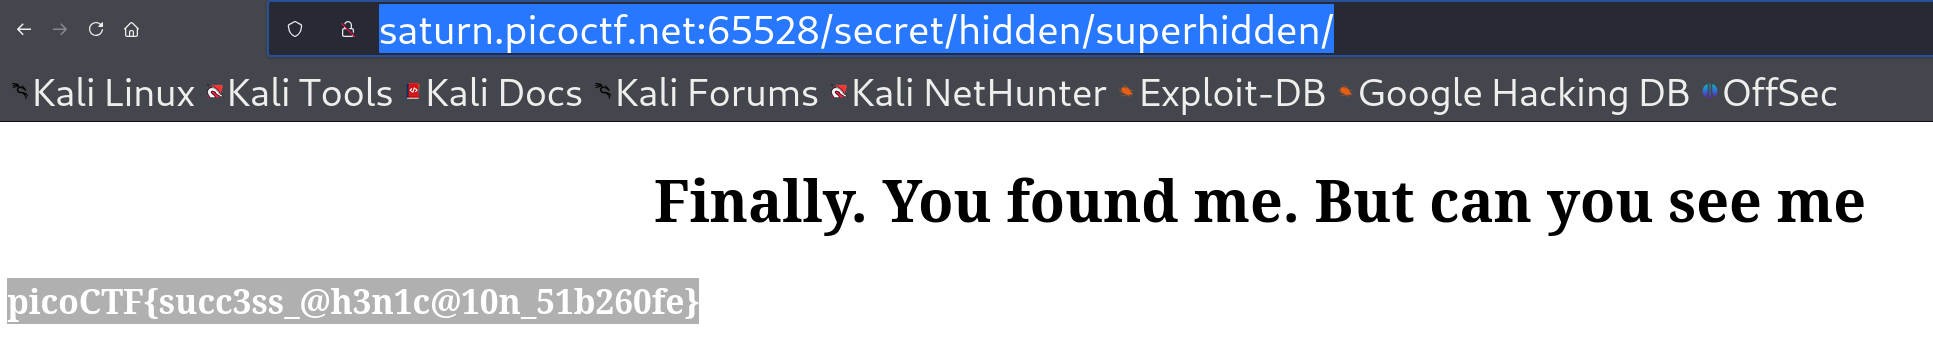 saturn.picoctf.net:65528/secret/hidden/superhidden/
Kali Linux Kali Tools Kali Docs Kali Forums Kali NetHunter Exploit-DB Google Hacking DB OffSec
Finally. You found me. But can you see me
picoCTF{succ3ss_@h3n1c@10n_51b260fe}